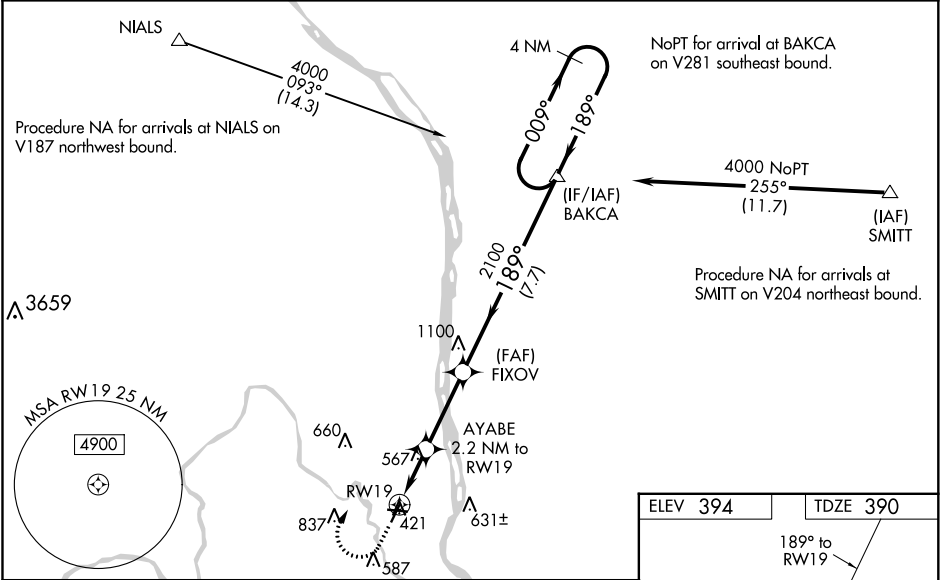 NIALS
4000
093°
(14.3)
Procedure NA for arrivals at NIALS on
V187 northwest bound.
4 NM
009°
189°
NoPT for arrival at BAKCA
on V281 southeast bound.
(IF/IAF)
BAKCA
4000 NoPT
255°
(11.7)
(IAF)
SMITT
Procedure NA for arrivals at
SMITT on V204 northeast bound.
2100
189°
(7.7)
3659
1100
(FAF)
FIXOV
MSA RW19 25 NM
4900
660
567
AYABE
2.2 NM to
RW19
RW19
421
631±
837
587
ELEV 394
TDZE 390
189° to
RW19